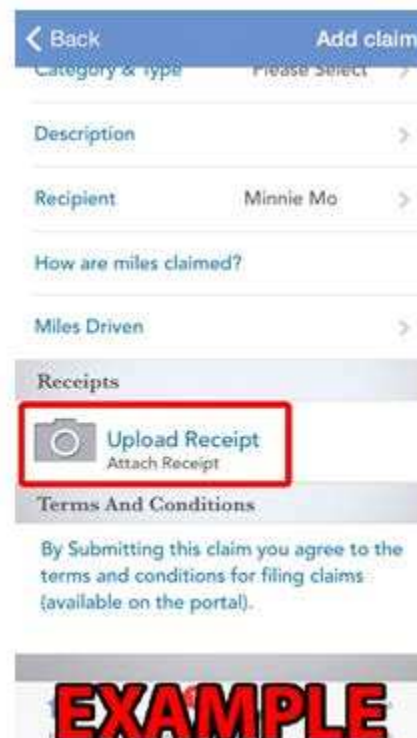 Back Add claim
Category & Type Please Select
Description
Recipient Minnie Mo
How are miles claimed?
Miles Driven
Receipts
Upload Receipt
Attach Receipt
Terms And Conditions
By Submitting this claim you agree to the
terms and conditions for filing claims
(available on the portal).
EXAMPLE